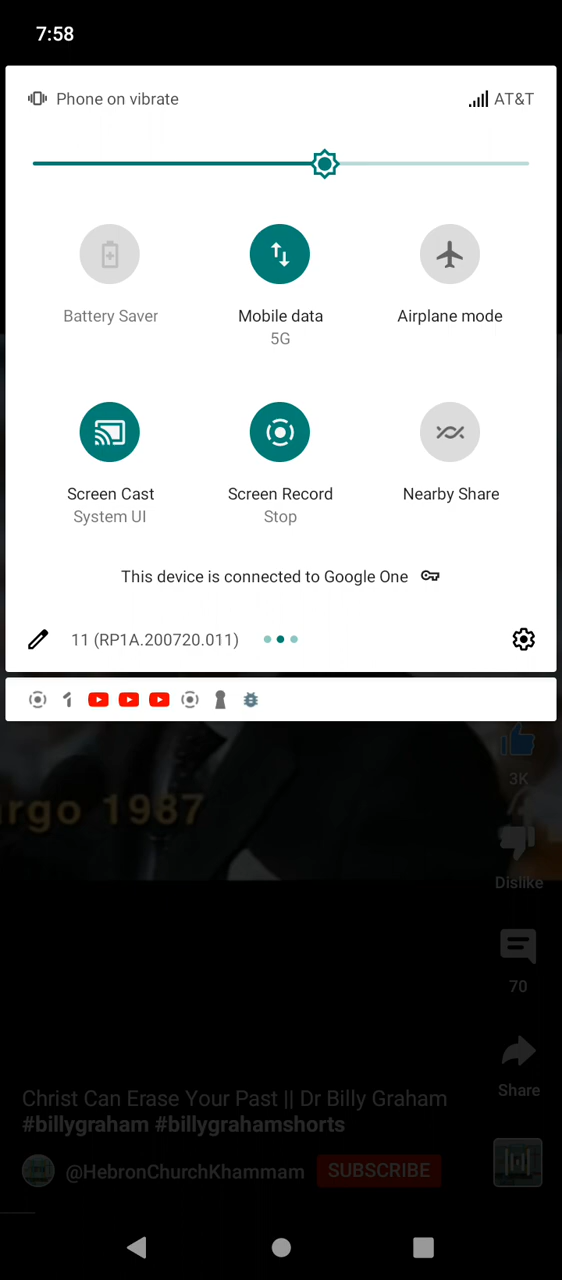 7:58
Phone on vibrate
AT&T
Battery Saver
Mobile data
Airplane mode
5G
Screen Cast
Screen Record
Nearby Share
System UI
Stop
This device is connected to Google One
11 (RP1A.200720.011)
3K
rgo 1987
Dislike
70
Share
Christ Can Erase Your Past || Dr Billy Graham
#billygraham #billygrahamshorts
@HebronChurchKhammam
SUBSCRIBE